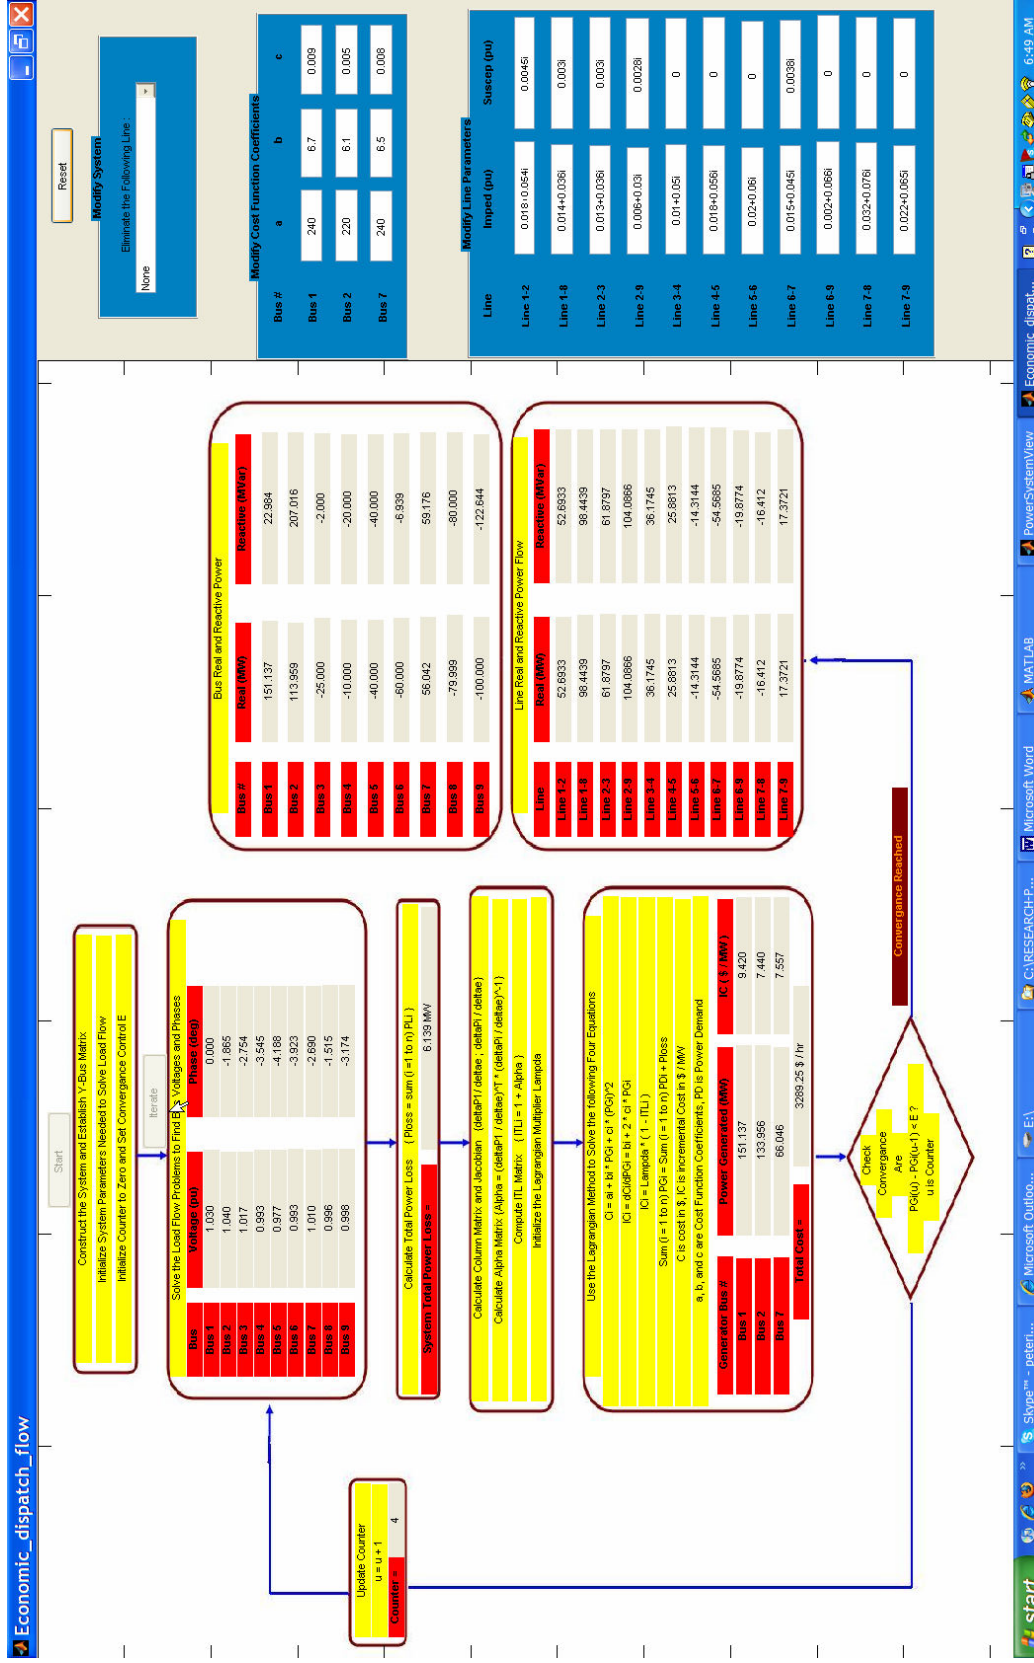 Economic_dispatch_flow
Start
Construct the System and Establish Y-Bus Matrix
Initialize System Parameters Needed to Solve Load Flow
Initialize Counter to Zero and Set Convergance Control E
Iterate
Solve the Load Flow Problems to Find Bus Voltages and Phases
Bus Voltage (pu) Phase (deg)
Bus 1 1.030 0.000
Bus 2 1.040 -1.865
Bus 3 1.017 -2.754
Bus 4 0.993 -3.545
Bus 5 0.977 -4.188
Bus 6 0.993 -3.923
Bus 7 1.010 -2.690
Bus 8 0.996 -1.515
Bus 9 0.998 -3.174
Calculate Total Power Loss { Ploss = sum (i =1 to n) PLi }
System Total Power Loss = 6.139 MW
Calculate Column Matrix and Jacobian {deltaP1/ deltae ; deltaPi / deltae}
Calculate Alpha Matrix {Alpha = (deltaP1 / deltae)^T * (deltaPi / deltae)^-1}
Compute ITL Matrix { ITLi = 1 + Alpha }
Initialize the Lagrangian Multiplier Lambda
Use the Lagrangian Method to Solve the following Four Equations
Ci = ai + bi * PGi + ci * (PGi)^2
ICi = dCi/dPGi = bi + 2 * ci * PGi
ICi = Lambda * ( 1 - ITLi )
Sum (i = 1 to n) PGi = Sum (i = 1 to n) PDi + Ploss
C is cost in $, IC is incremental Cost in $ / MW
a, b, and c are Cost Function Coefficients, PD is Power Demand
Generator Bus # Power Generated (MW) IC ( $ / MW )
Bus 1 151.137 9.420
Bus 2 133.956 7.440
Bus 7 66.046 7.557
Total Cost = 3289.25 $ / hr
Check
Convergance
Are
PGi(u) - PGi(u-1) < E ?
u is Counter
Convergance Reached
Update Counter
u = u + 1
Counter = 4
Bus Real and Reactive Power
Bus # Real (MW) Reactive (MVar)
Bus 1 151.137 22.984
Bus 2 113.959 207.016
Bus 3 -25.000 -2.000
Bus 4 -10.000 -20.000
Bus 5 -40.000 -40.000
Bus 6 -60.000 -6.939
Bus 7 56.042 59.176
Bus 8 -79.999 -80.000
Bus 9 -100.000 -122.644
Line Real and Reactive Power Flow
Line Real (MW) Reactive (MVar)
Line 1-2 52.6933 52.6933
Line 1-8 98.4439 98.4439
Line 2-3 61.8797 61.8797
Line 2-9 104.0866 104.0866
Line 3-4 36.1745 36.1745
Line 4-5 25.8813 25.8813
Line 5-6 -14.3144 -14.3144
Line 6-7 -54.5685 -54.5685
Line 6-9 -19.8774 -19.8774
Line 7-8 -16.412 -16.412
Line 7-9 17.3721 17.3721
Reset
Modify System
Eliminate the Following Line :
None
Modify Cost Function Coefficients
Bus # a b c
Bus 1 240 6.7 0.009
Bus 2 220 6.1 0.005
Bus 7 240 6.5 0.008
Modify Line Parameters
Line Imped (pu) Suscep (pu)
Line 1-2 0.018+0.054i 0.0045i
Line 1-8 0.014+0.036i 0.003i
Line 2-3 0.013+0.036i 0.003i
Line 2-9 0.006+0.03i 0.0028i
Line 3-4 0.01+0.05i 0
Line 4-5 0.018+0.056i 0
Line 5-6 0.02+0.06i 0
Line 6-7 0.015+0.045i 0.0038i
Line 6-9 0.002+0.066i 0
Line 7-8 0.032+0.076i 0
Line 7-9 0.022+0.065i 0
start
Skype™ - peteri...
Microsoft Outloo...
E:\
C:\RESEARCH-P...
Microsoft Word
MATLAB
PowerSystemView
Economic_dispat...
6:49 AM